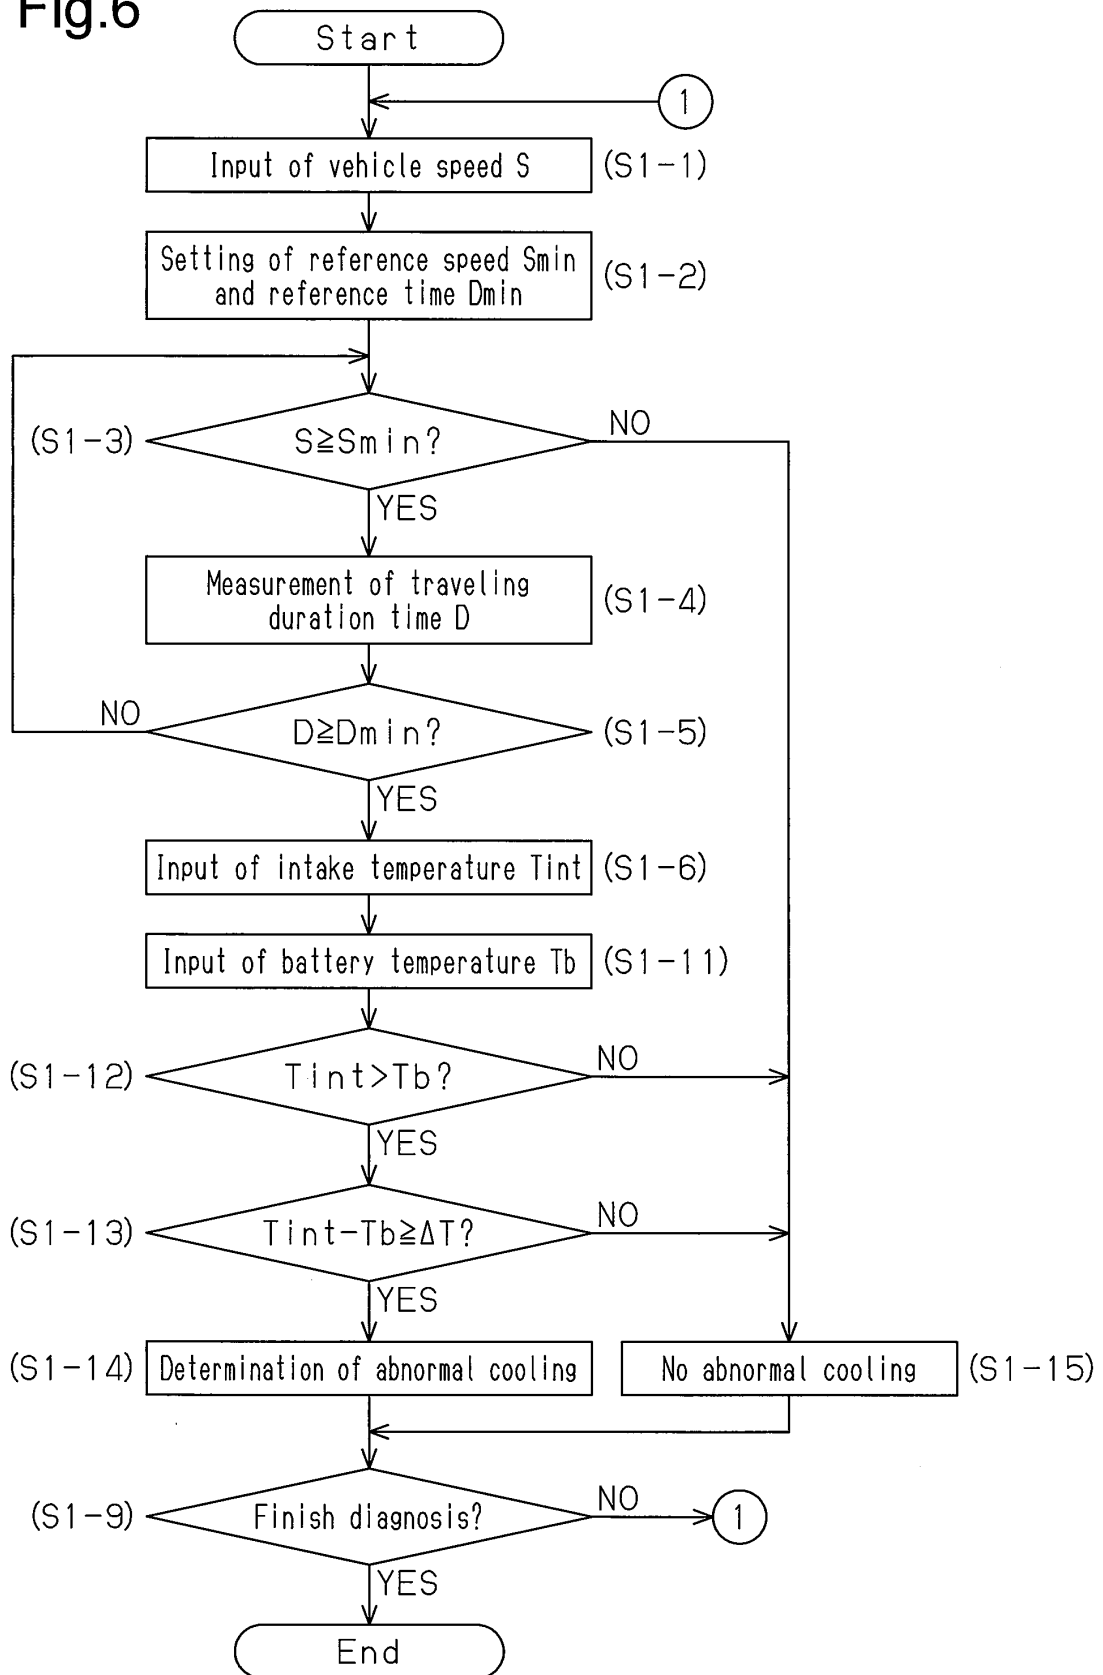 Fig.6
Start
1
Input of vehicle speed S
(S1-1)
Setting of reference speed Smin
and reference time Dmin
(S1-2)
(S1-3)
S≧Smin?
NO
YES
Measurement of traveling
duration time D
(S1-4)
NO
D≧Dmin?
(S1-5)
YES
Input of intake temperature Tint
(S1-6)
Input of battery temperature Tb
(S1-11)
(S1-12)
Tint>Tb?
NO
YES
(S1-13)
Tint-Tb≧ΔT?
NO
YES
(S1-14)
Determination of abnormal cooling
No abnormal cooling
(S1-15)
(S1-9)
Finish diagnosis?
NO
1
YES
End